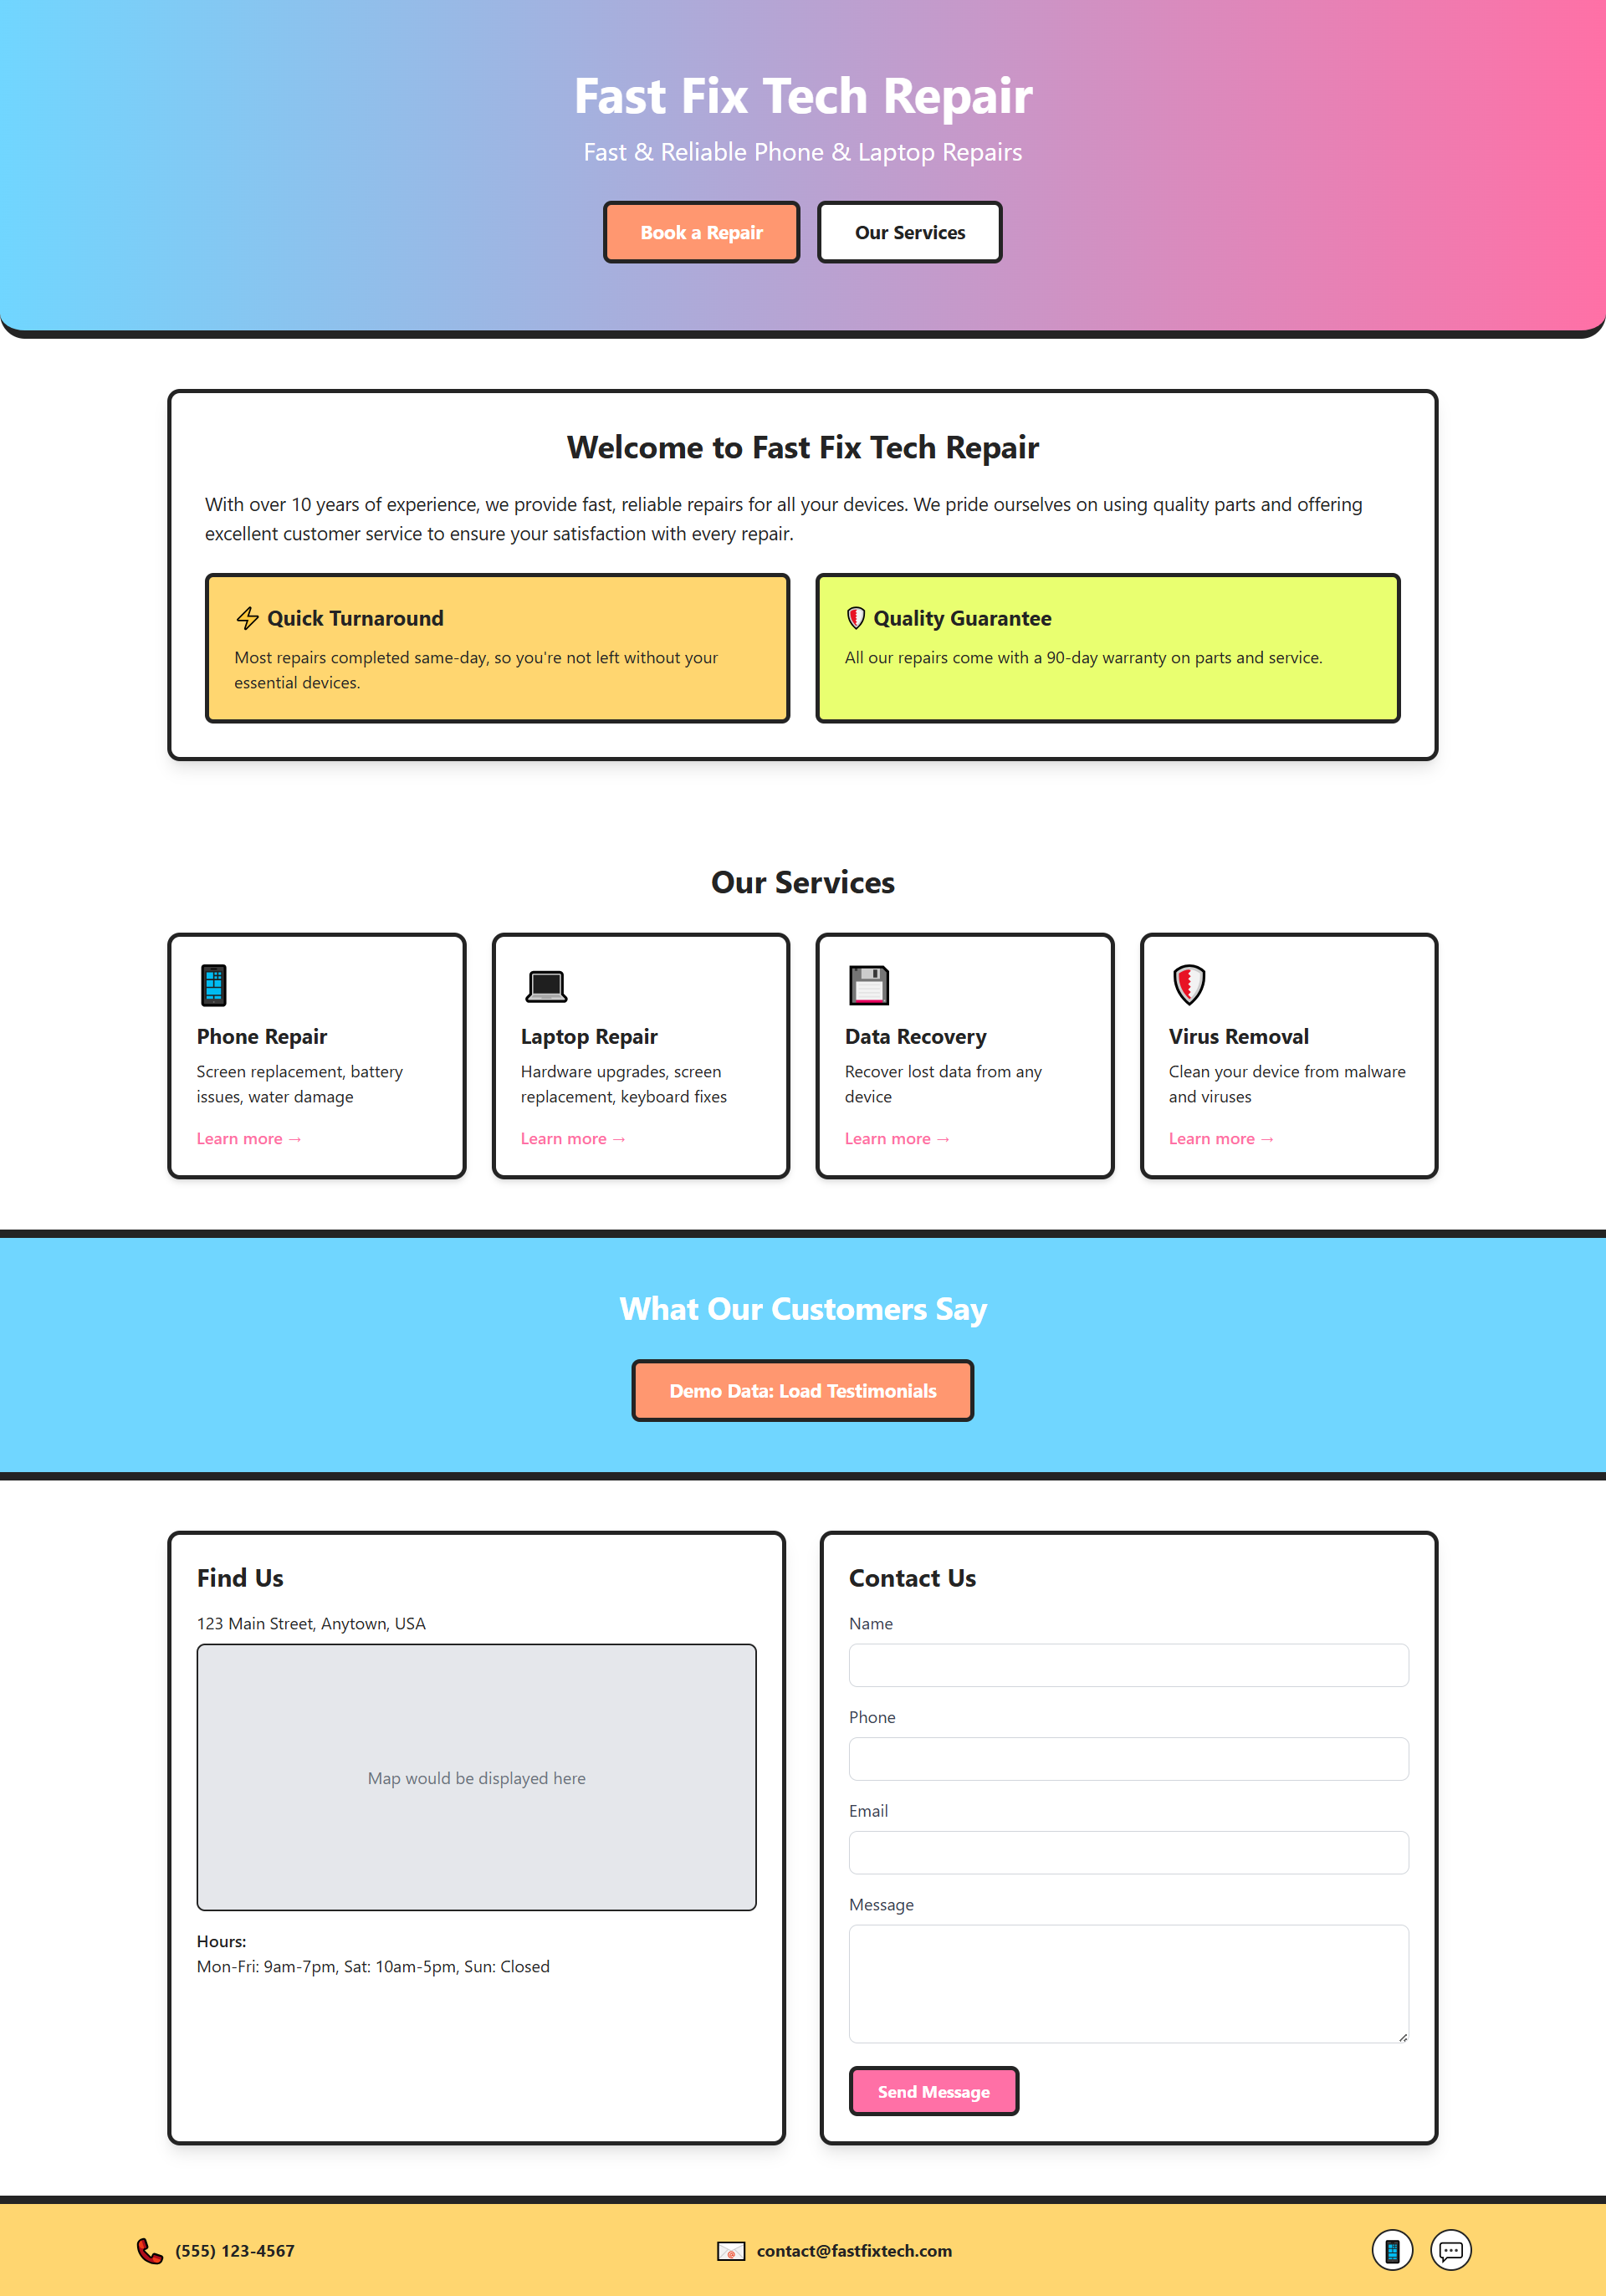 Fast Fix Tech Repair
Fast & Reliable Phone & Laptop Repairs
Book a Repair
Our Services
Welcome to Fast Fix Tech Repair
With over 10 years of experience, we provide fast, reliable repairs for all your devices. We pride ourselves on using quality parts and offering
excellent customer service to ensure your satisfaction with every repair.
Quick Turnaround
Most repairs completed same-day, so you're not left without your
essential devices.
Quality Guarantee
All our repairs come with a 90-day warranty on parts and service.
Our Services
Phone Repair
Screen replacement, battery
issues, water damage
Learn more →
Laptop Repair
Hardware upgrades, screen
replacement, keyboard fixes
Learn more →
Data Recovery
Recover lost data from any
device
Learn more →
Virus Removal
Clean your device from malware
and viruses
Learn more →
What Our Customers Say
Demo Data: Load Testimonials
Find Us
123 Main Street, Anytown, USA
Map would be displayed here
Hours:
Mon-Fri: 9am-7pm, Sat: 10am-5pm, Sun: Closed
Contact Us
Name
Phone
Email
Message
Send Message
(555) 123-4567
contact@fastfixtech.com